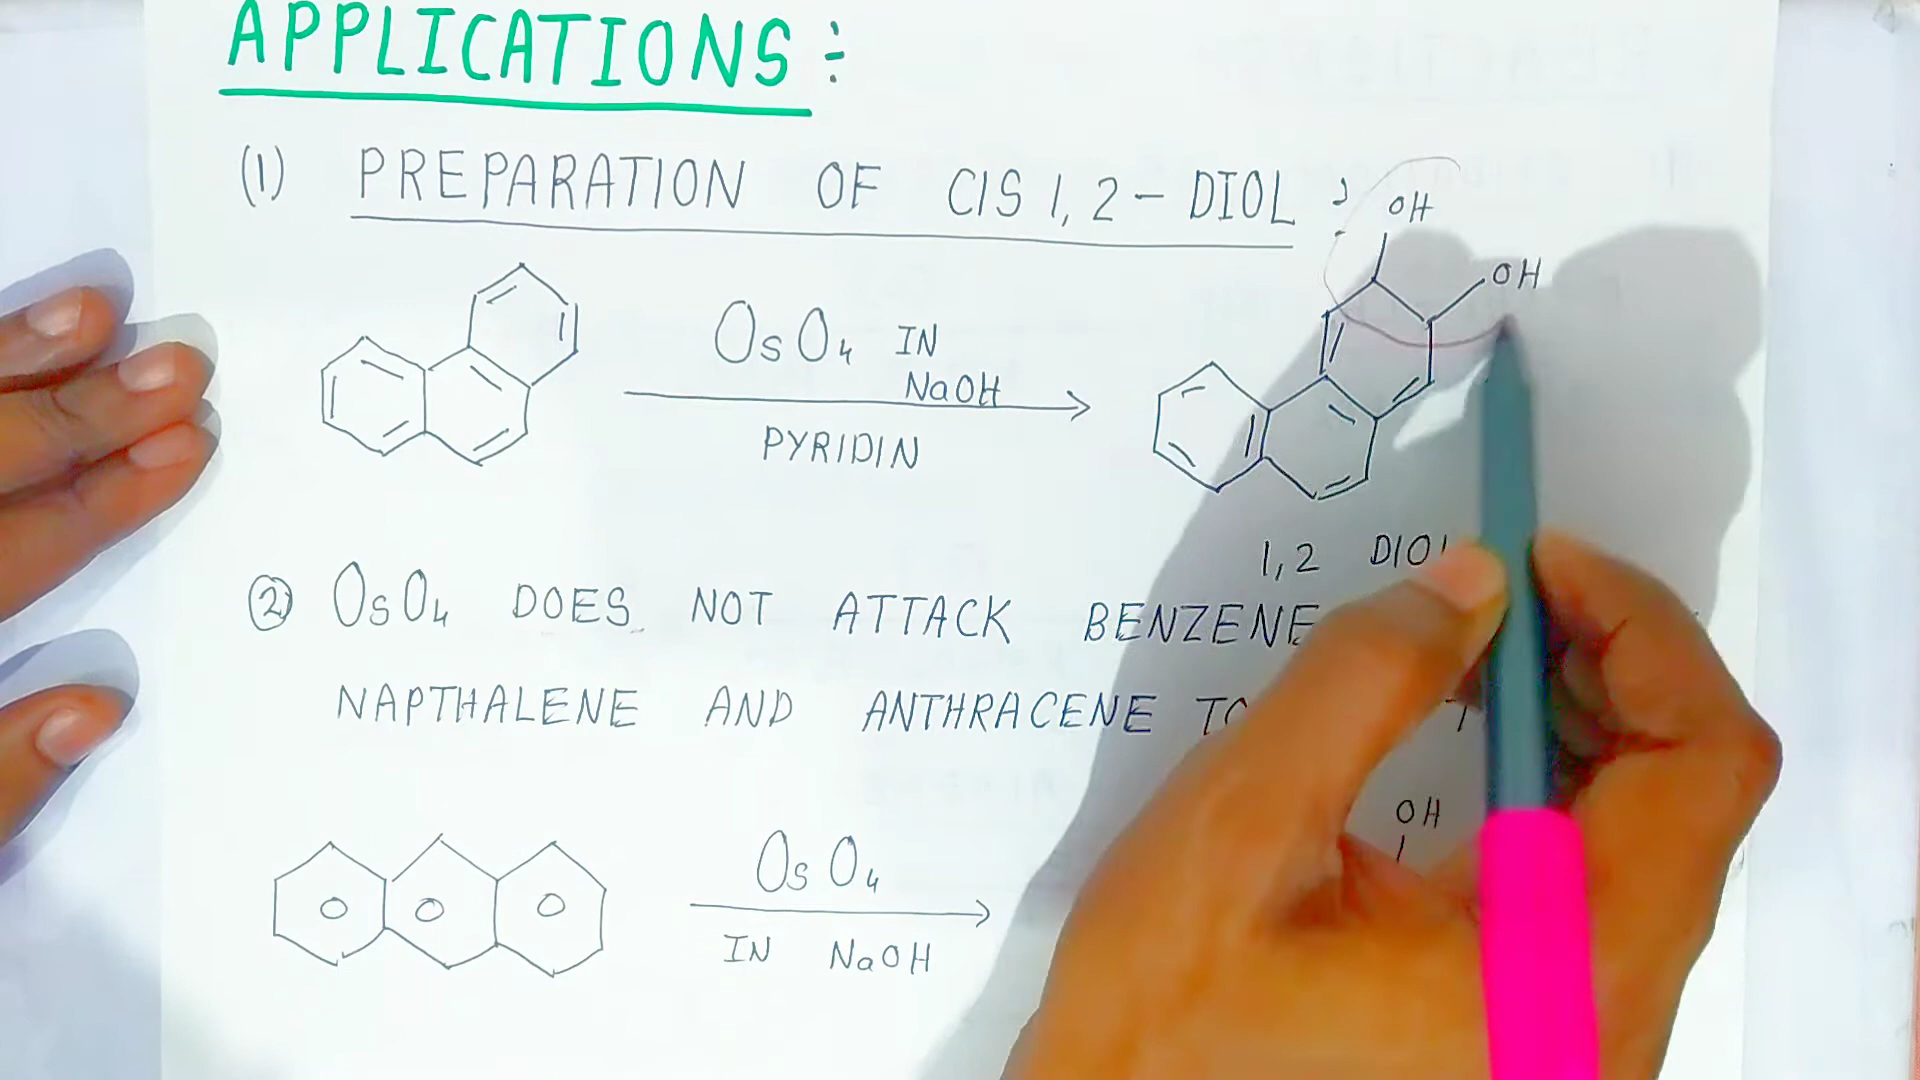 APPLICATIONS :
(1) PREPARATION OF CIS 1, 2 - DIOL :
OH
OH
OsO4 IN
NaOH
PYRIDIN
1, 2
② OsO4 DOES NOT ATTACK BENZENE
NAPTHALENE AND ANTHRACENE
OH
OsO4
IN NaOH